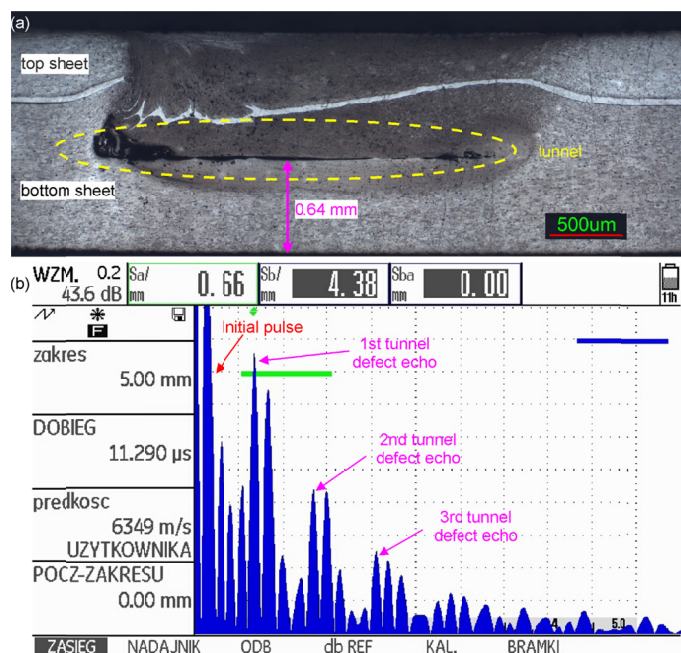 (a)
top sheet
tunnel
bottom sheet
0.64 mm
500um
(b)
WZM. 0.2
43.6 dB
Sa/
mm
0.66
Sb/
mm
4.38
Sba
mm
0.00
11h
F
Initial pulse
zakres
5.00 mm
1st tunnel
defect echo
DOBIEG
11.290 µs
2nd tunnel
defect echo
prędkosc
6349 m/s
UZYTKOWNIKA
3rd tunnel
defect echo
POCZ-ZAKRESU
0.00 mm
4
5.0
ZASIĘG NADAJNIK ODB db REF KAL. BRAMKI